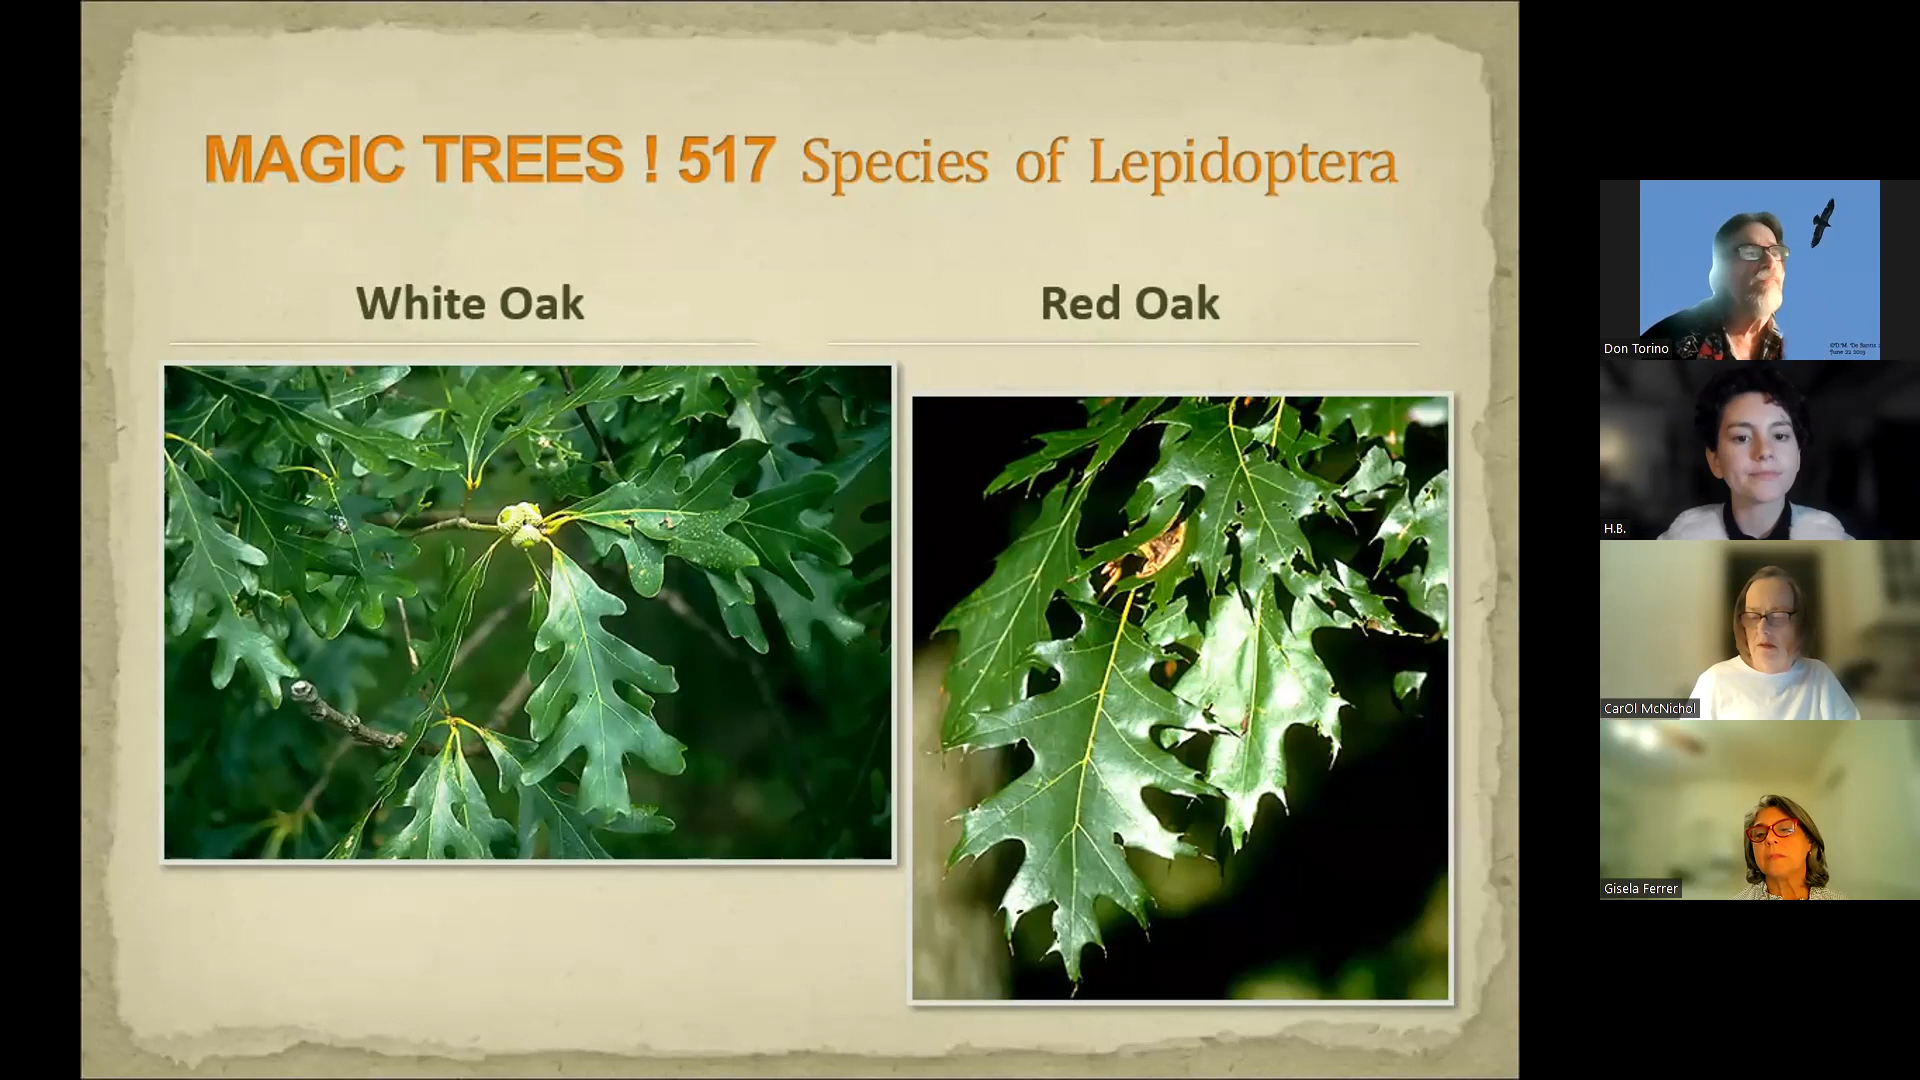 MAGIC TREES ! 517 Species of Lepidoptera
White Oak
Red Oak
Don Torino
H.B.
CarOl McNichol
Gisela Ferrer